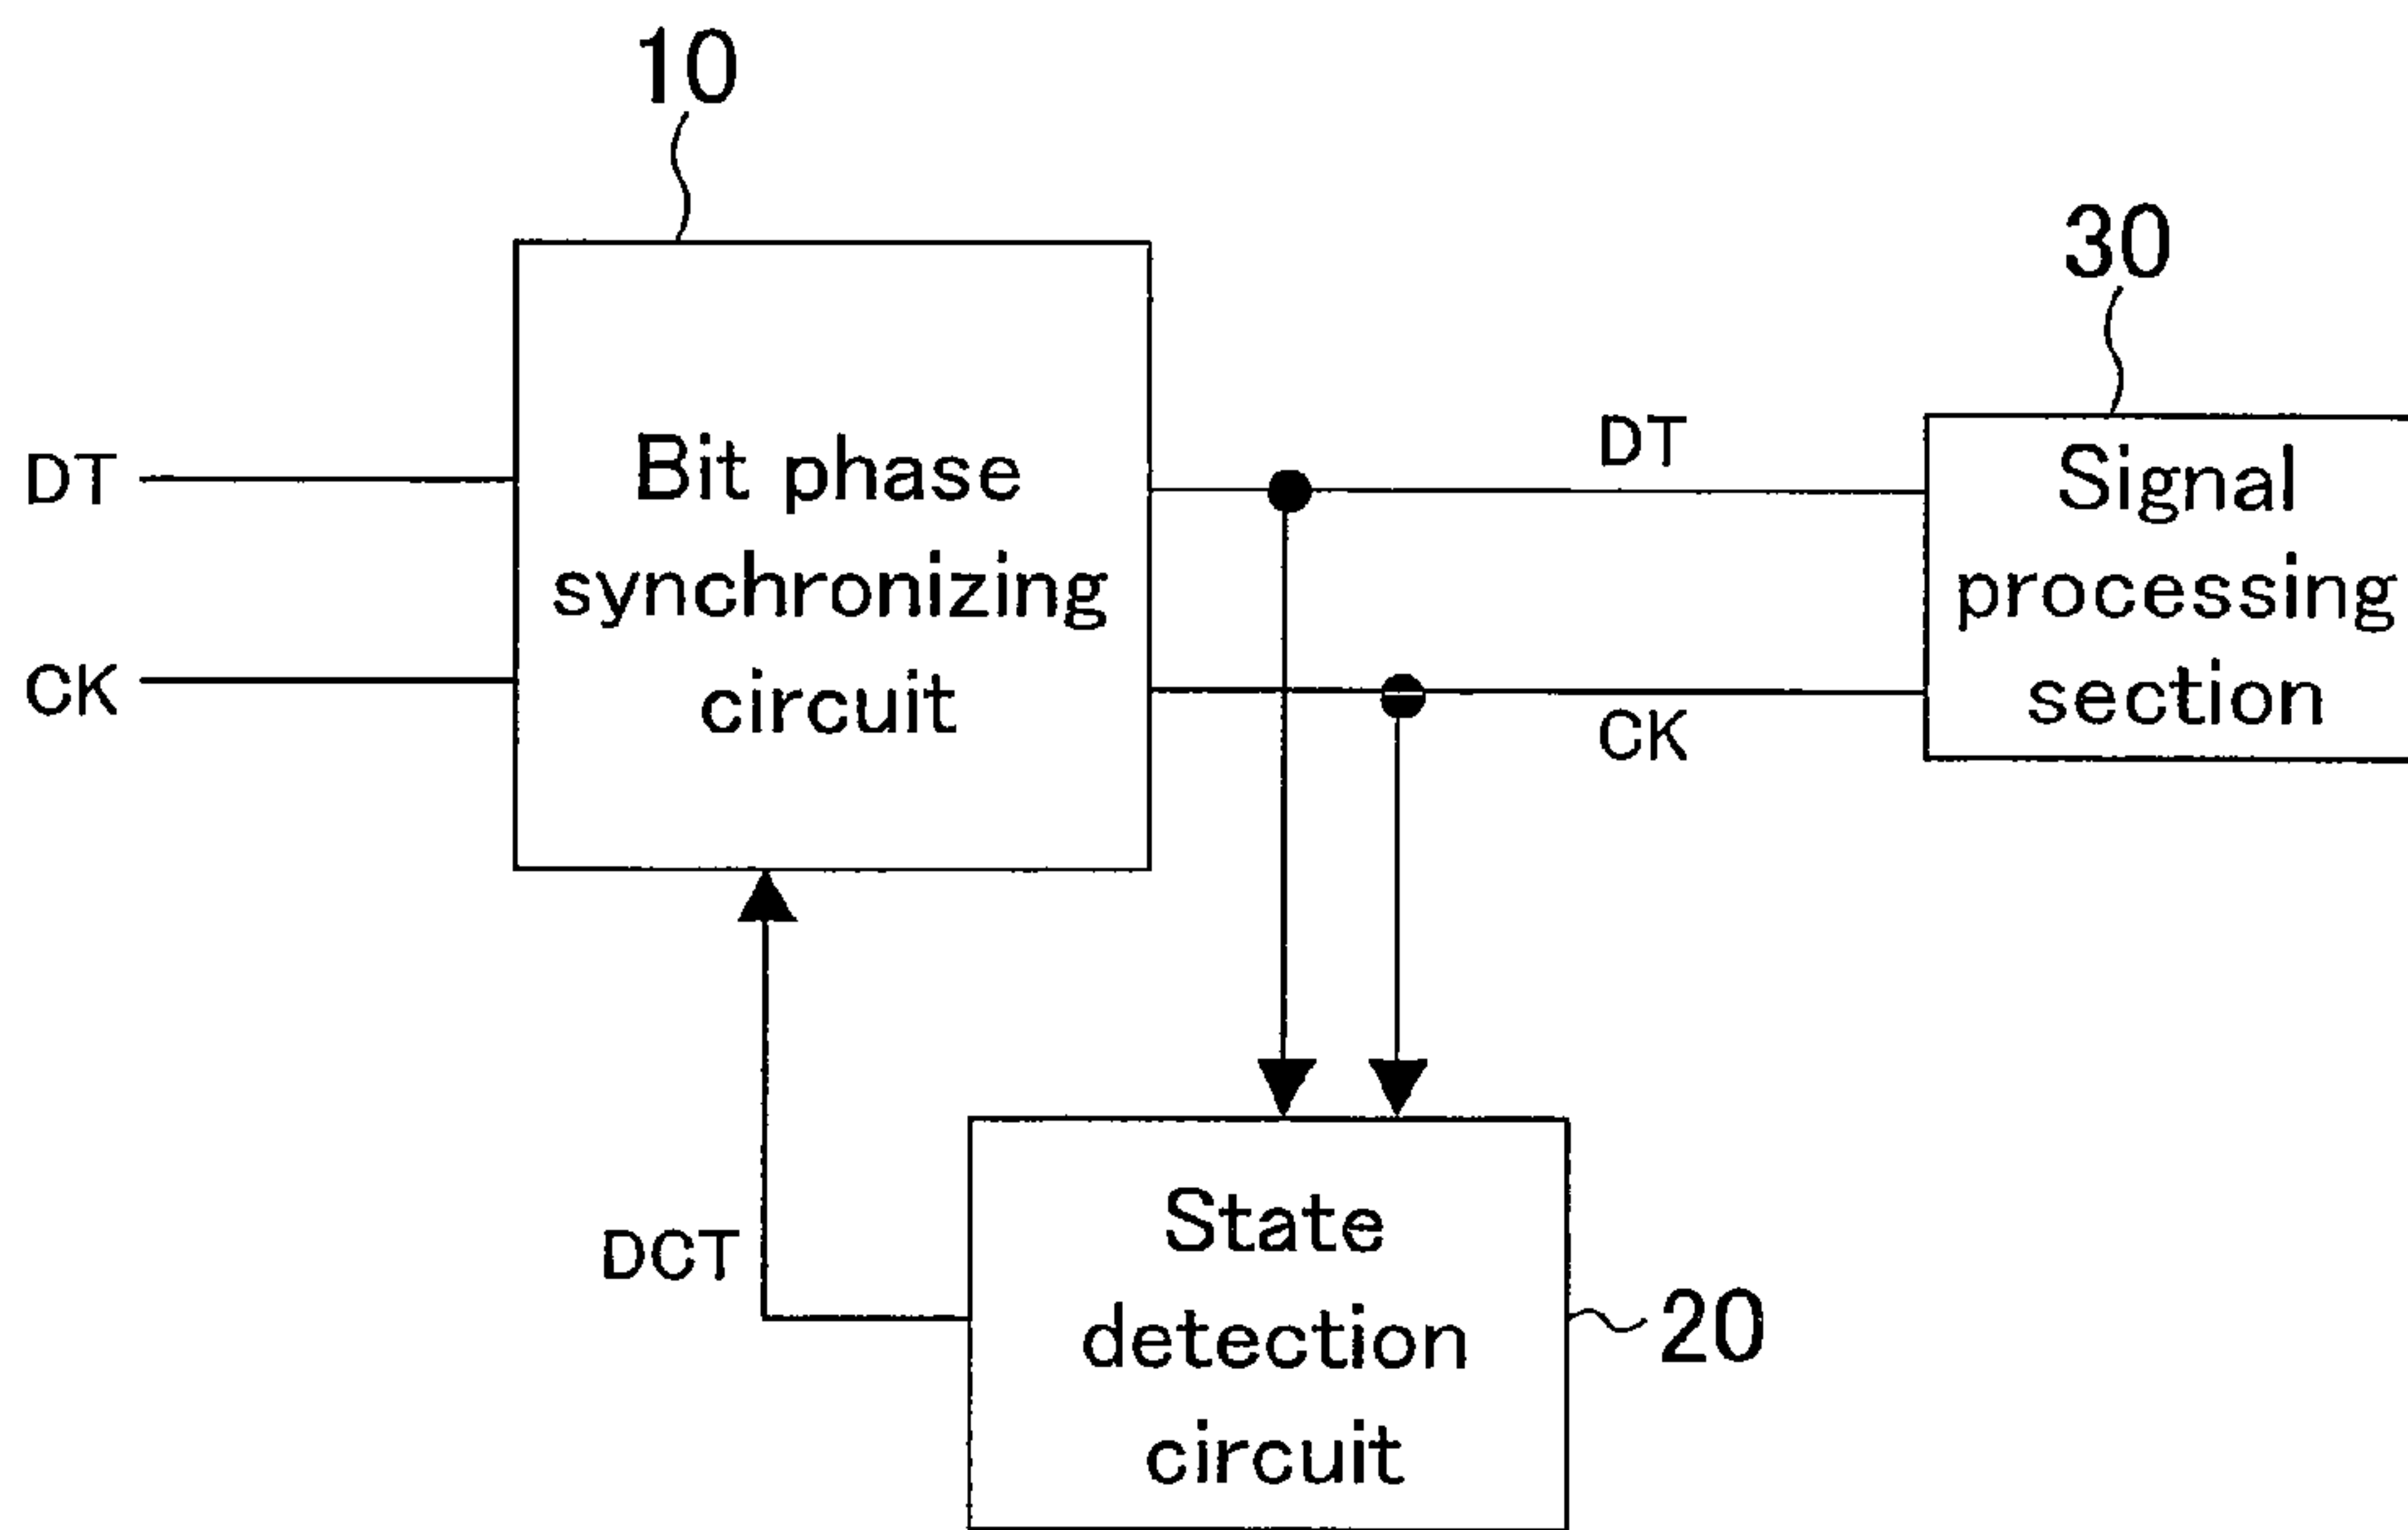 10
30
DT
CK
Bit phase
synchronizing
circuit
DT
CK
Signal
processing
section
DCT
State
detection
circuit
20